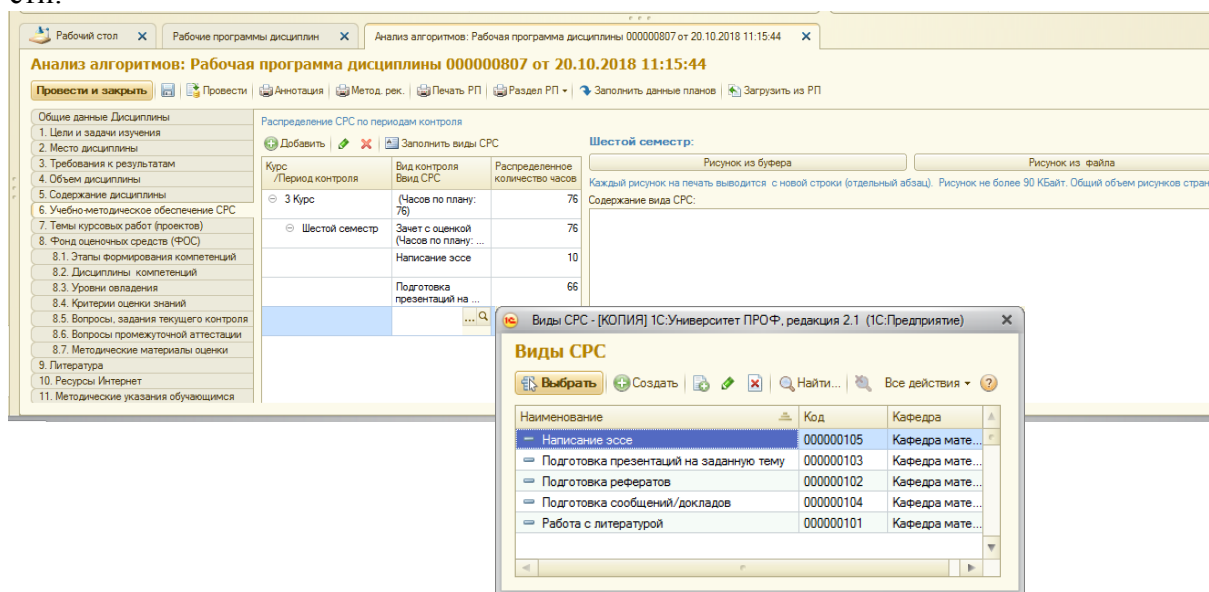 сти.
Рабочий стол
Рабочие программы дисциплин
Анализ алгоритмов: Рабочая программа дисциплины 000000807 от 20.10.2018 11:15:44
Анализ алгоритмов: Рабочая программа дисциплины 000000807 от 20.10.2018 11:15:44
Провести и закрыть Провести Аннотация Метод. рек. Печать РП Раздел РП Заполнить данные планов Загрузить из РП
Общие данные Дисциплины
1. Цели и задачи изучения
2. Место дисциплины
3. Требования к результатам
4. Объем дисциплины
5. Содержание дисциплины
6. Учебно-методическое обеспечение СРС
7. Темы курсовых работ (проектов)
8. Фонд оценочных средств (ФОС)
8.1. Этапы формирования компетенций
8.2. Дисциплины компетенций
8.3. Уровни овладения
8.4. Критерии оценки знаний
8.5. Вопросы, задания текущего контроля
8.6. Вопросы промежуточной аттестации
8.7. Методические материалы оценки
9. Литература
10. Ресурсы Интернет
11. Методические указания обучающимся
Распределение СРС по периодам контроля
Добавить Заполнить виды СРС
Курс /Период контроля
Вид контроля Ввид СРС
Распределенное количество часов
3 Курс (Часов по плану: 76) 76
Шестой семестр Зачет с оценкой (Часов по плану: ... 76
Написание эссе 10
Подготовка презентаций на ... 66
...
Шестой семестр:
Рисунок из буфера Рисунок из файла
Каждый рисунок на печать выводится с новой строки (отдельный абзац). Рисунок не более 90 КБайт. Общий объем рисунков стран
Содержание вида СРС:
Виды СРС - [КОПИЯ] 1С:Университет ПРОФ, редакция 2.1 (1С:Предприятие)
Виды СРС
Выбрать Создать Найти... Все действия
Наименование Код Кафедра
Написание эссе 000000105 Кафедра мате...
Подготовка презентаций на заданную тему 000000103 Кафедра мате...
Подготовка рефератов 000000102 Кафедра мате...
Подготовка сообщений/докладов 000000104 Кафедра мате...
Работа с литературой 000000101 Кафедра мате...